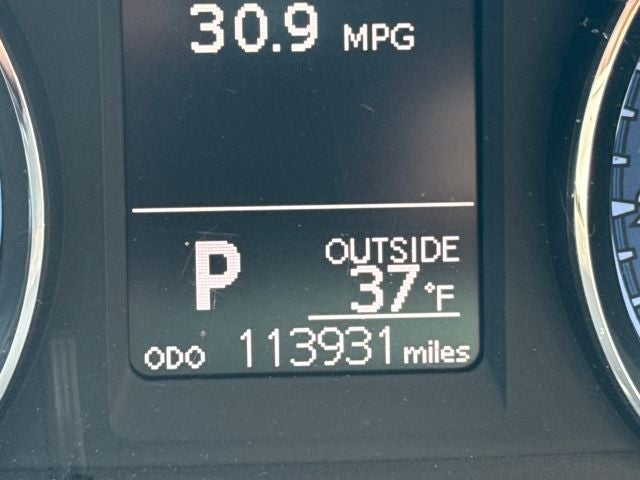 30.9 MPG
P
OUTSIDE
37°F
ODO 113931 miles